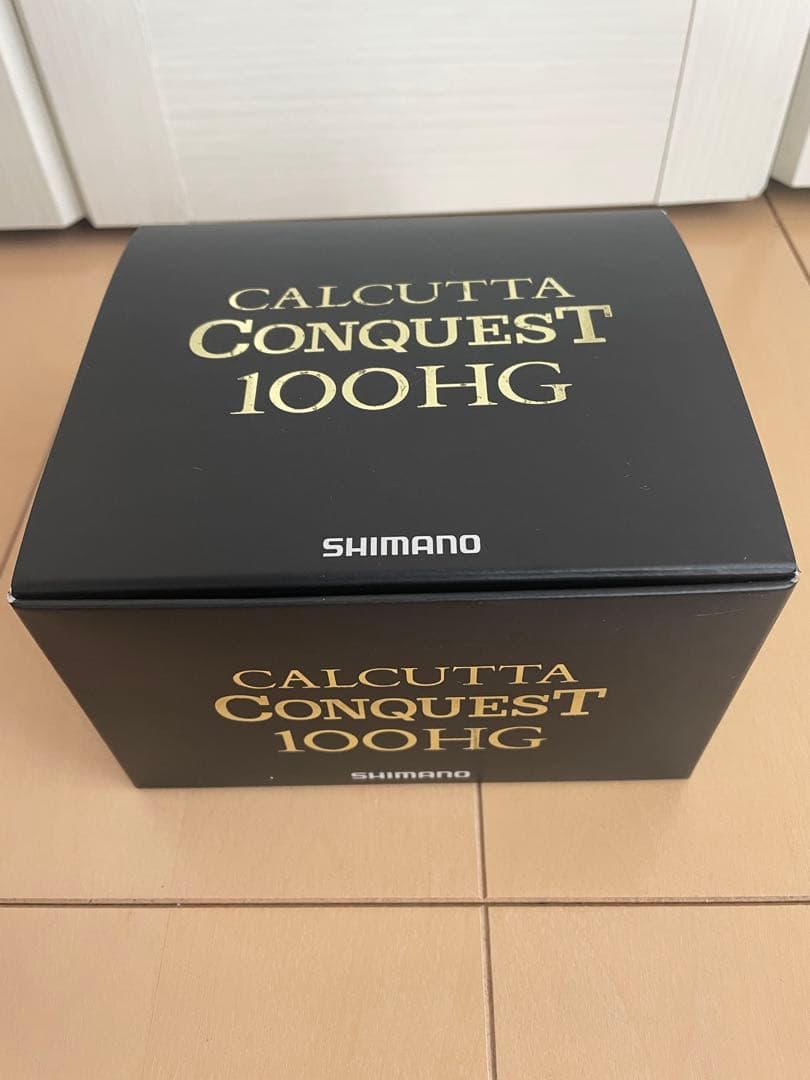 CALCUTTA
CONQUEST
100HG
SHIMANO
CALCUTTA
CONQUEST
100HG
SHIMANO